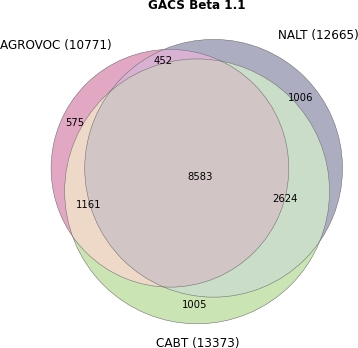 GACS Beta 1.1
NALT (12665)
AGROVOC (10771)
452
1006
575
8583
2624
1161
1005
CABT (13373)